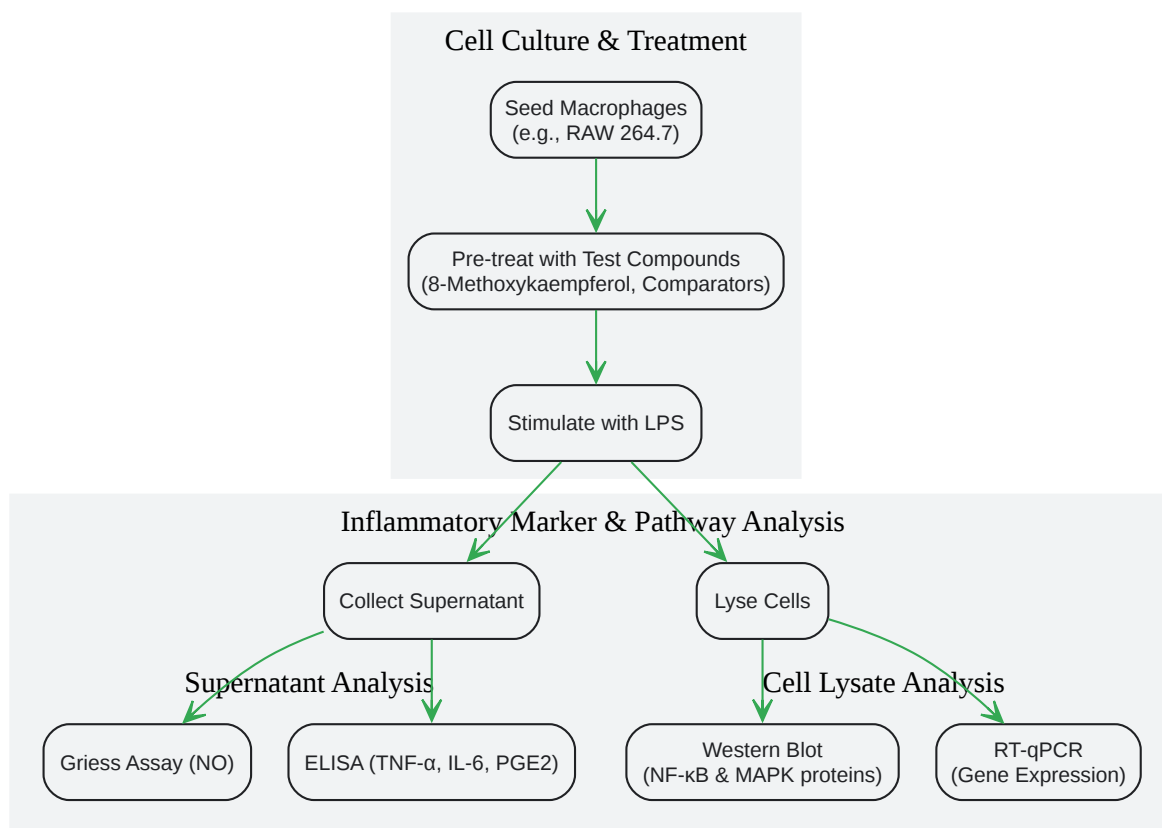 Cell Culture & Treatment
Seed Macrophages
(e.g., RAW 264.7)
Pre-treat with Test Compounds
(8-Methoxykaempferol, Comparators)
Stimulate with LPS
Inflammatory Marker & Pathway Analysis
Collect Supernatant
Lyse Cells
Supernatant Analysis
Cell Lysate Analysis
Griess Assay (NO)
ELISA (TNF-α, IL-6, PGE2)
Western Blot
(NF-κB & MAPK proteins)
RT-qPCR
(Gene Expression)